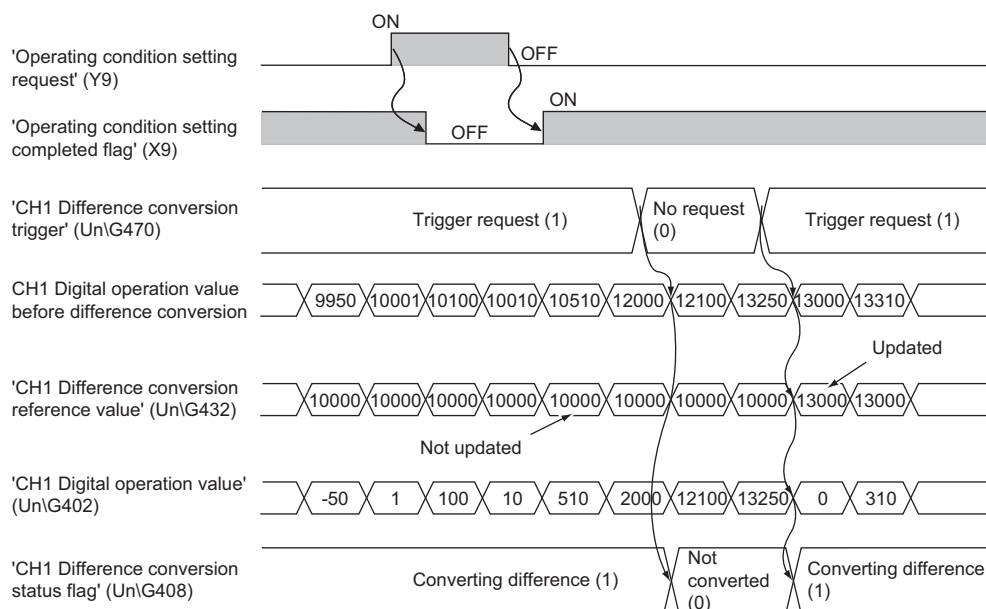 ON
'Operating condition setting
request' (Y9)
OFF
ON
'Operating condition setting
completed flag' (X9)
OFF
'CH1 Difference conversion
trigger' (Un\G470)
Trigger request (1)
No request
(0)
Trigger request (1)
CH1 Digital operation value
before difference conversion
9950 10001 10100 10010 10510 12000 12100 13250 13000 13310
Updated
'CH1 Difference conversion
reference value' (Un\G432)
10000 10000 10000 10000 10000 10000 10000 10000 13000 13000
Not updated
'CH1 Digital operation value'
(Un\G402)
-50 1 100 10 510 2000 12100 13250 0 310
'CH1 Difference conversion
status flag' (Un\G408)
Converting difference (1)
Not
converted
(0)
Converting difference
(1)